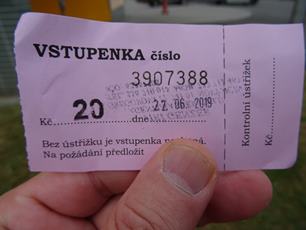 VSTUPENKA číslo
3907388
Kč 20 dne 22 06 2019
Bez ústřižku je vstupenka neplatná.
Na požádání předložit
Kontrolní ústřižek
Kč